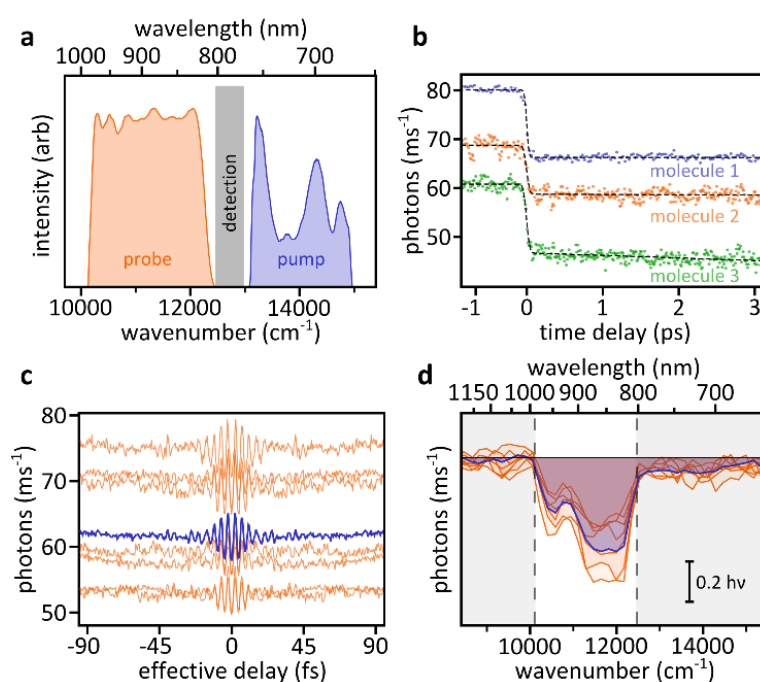 a
wavelength (nm)
1000 900 800 700
intensity (arb)
probe
detection
pump
10000 12000 14000
wavenumber (cm⁻¹)
b
photons (ms⁻¹)
80
70
60
50
molecule 1
molecule 2
molecule 3
-1 0 1 2 3
time delay (ps)
c
photons (ms⁻¹)
80
70
60
50
-90 -45 0 45 90
effective delay (fs)
d
wavelength (nm)
1150 1000 900 800 700
photons (ms⁻¹)
0.2 hν
10000 12000 14000
wavenumber (cm⁻¹)